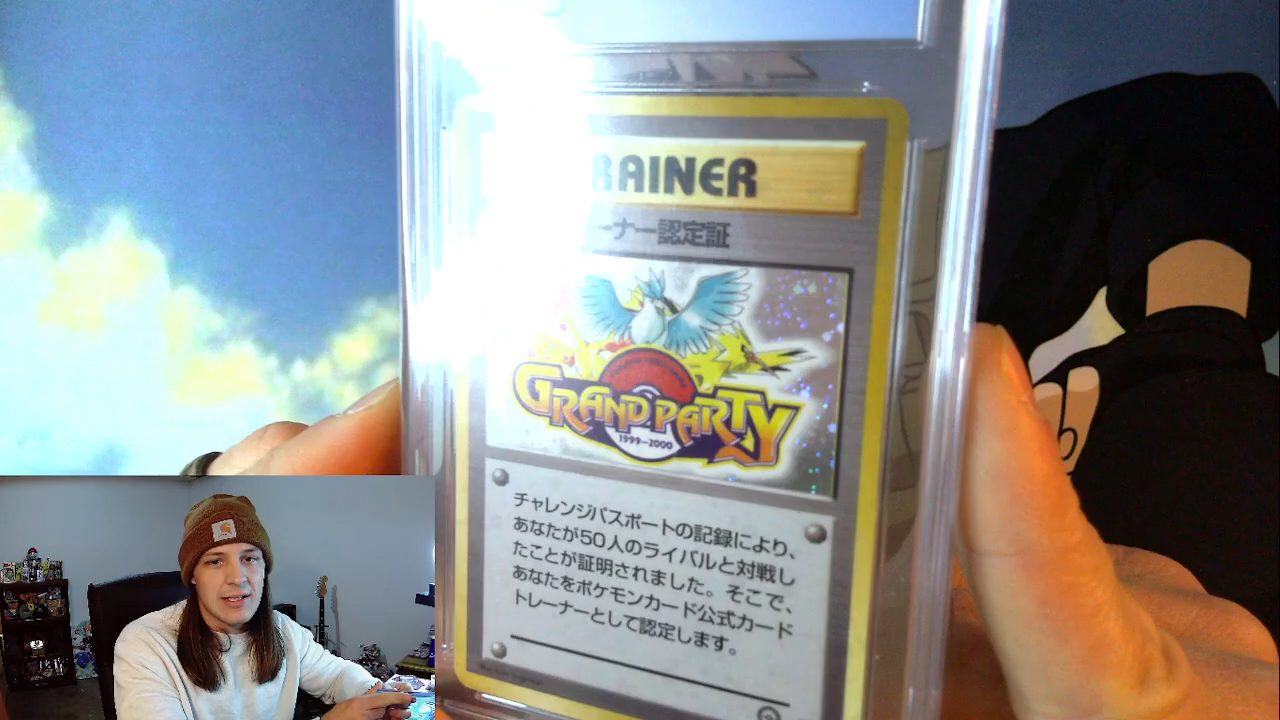 RAINER
ーナー認定証
GRAND PARTY
1999-2000
チャレンジパスポートの記録により、
あなたが50人のライバルと対戦し
たことが証明されました。そこで、
あなたをポケモンカード公式カード
トレーナーとして認定します。